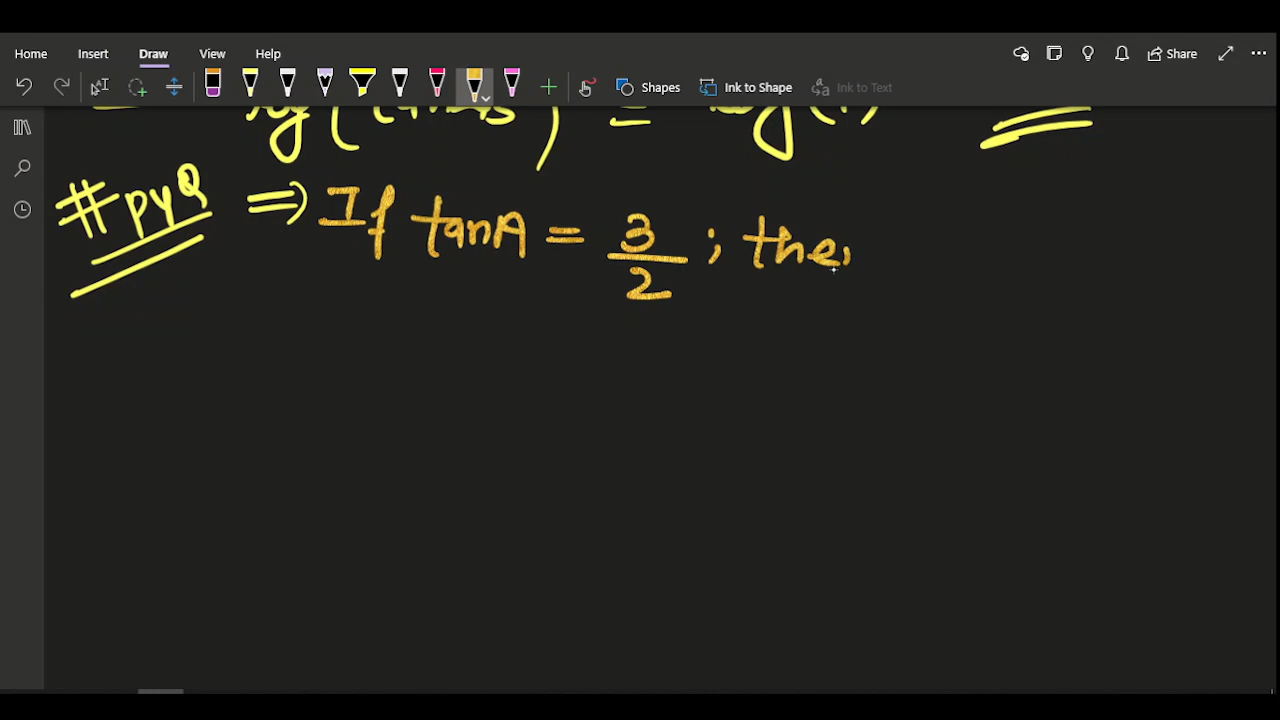 Home Insert Draw View Help Share
Shapes Ink to Shape Ink to Text
#PYQ ⇒ If tanA = 3/2 ; the